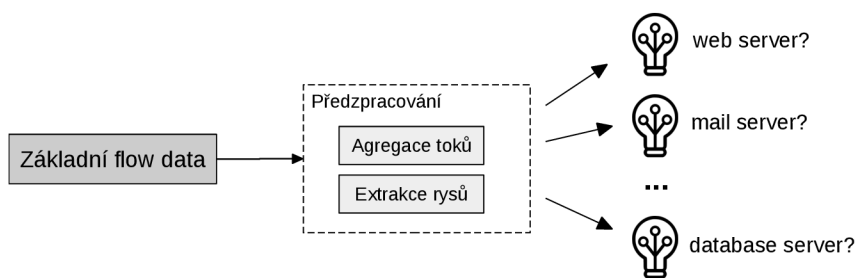 Základní flow data
Předzpracování
Agregace toků
Extrakce rysů
web server?
mail server?
...
database server?